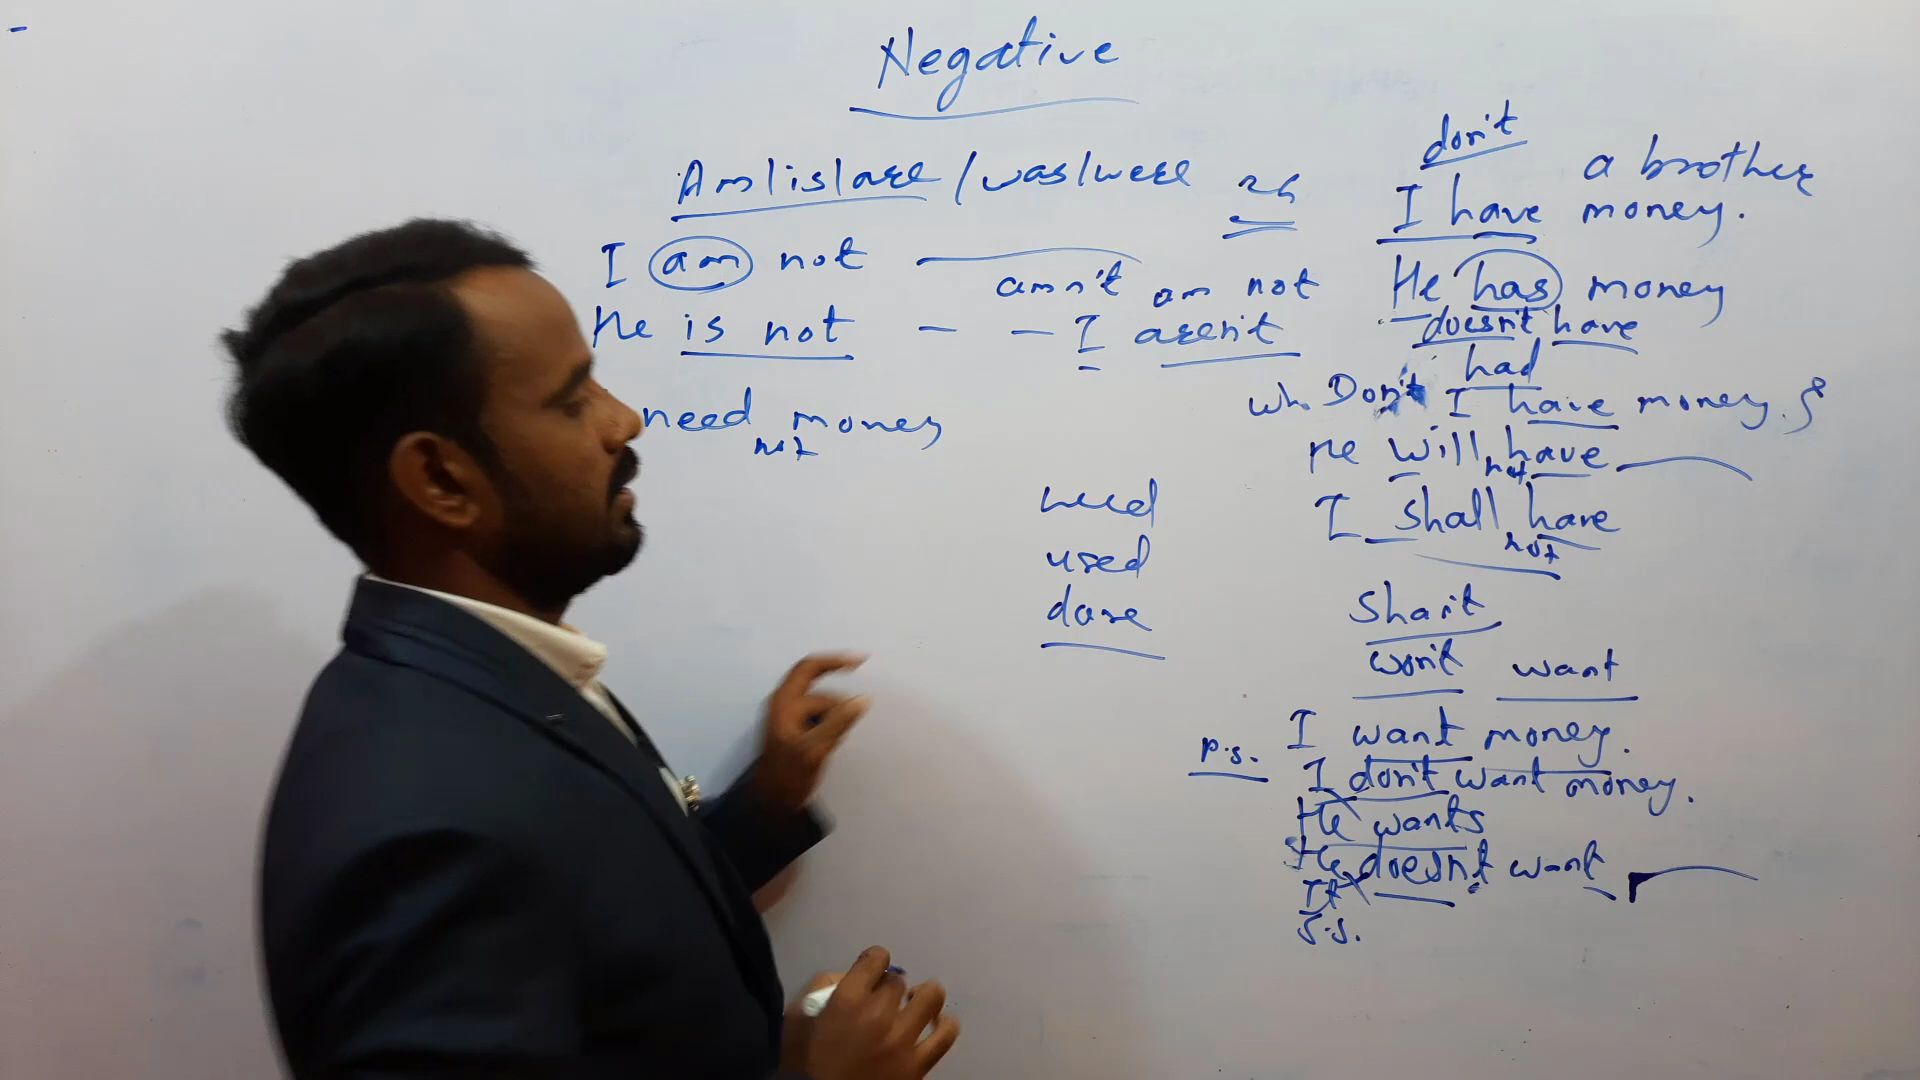 Negative
Am/is/are/was/were
I am not
amn't am not
He is not - - I aren't
need money
not
need
used
dare
don't
a brother
I have money.
He has money
doesn't have
had
Don't I have money.
He will have
not
I shall have
not
Shan't
won't want
P.S. I want money.
I don't want money.
He wants
He doesn't want
It
S.S.